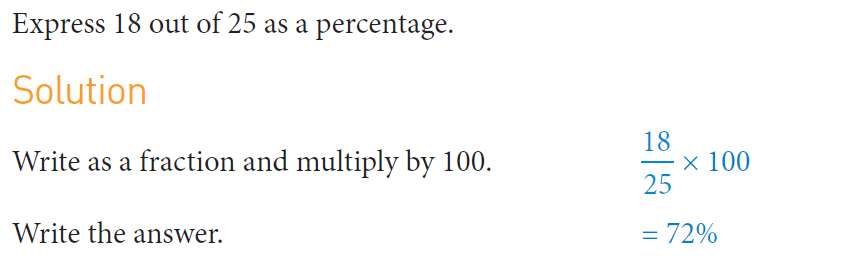 Express 18 out of 25 as a percentage.
Solution
Write as a fraction and multiply by 100. 18/25 × 100
Write the answer. = 72%